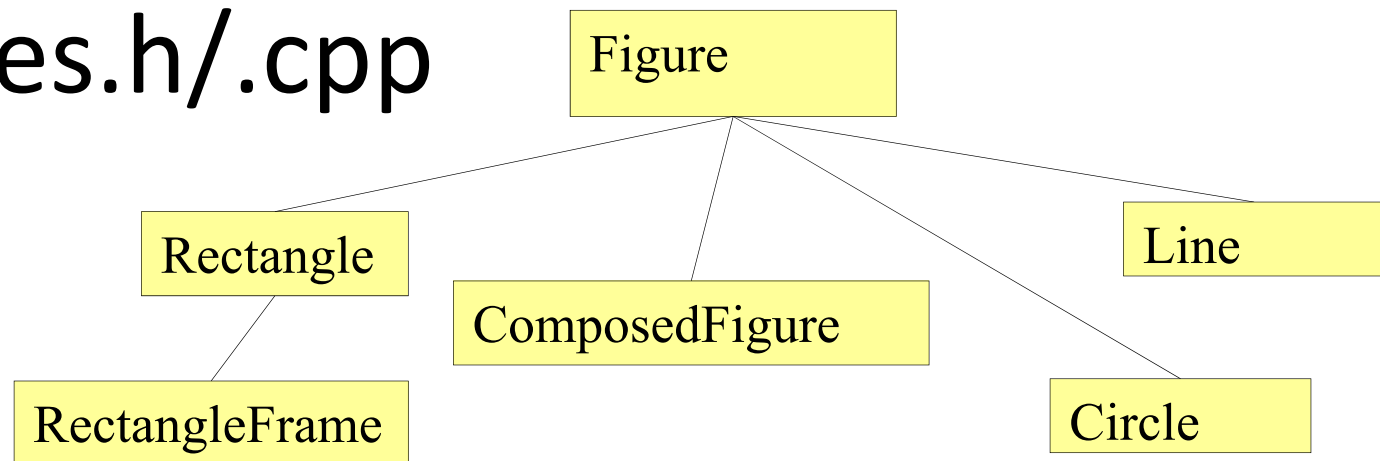 es.h/.cpp
Figure
Rectangle
Line
ComposedFigure
RectangleFrame
Circle